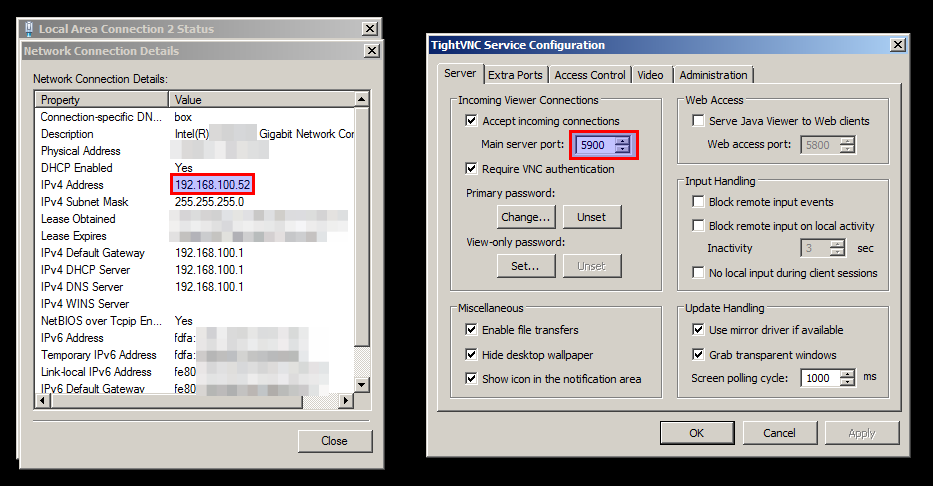 Local Area Connection 2 Status
Network Connection Details
Network Connection Details:
Property Value
Connection-specific DN... box
Description Intel(R) Gigabit Network Cor
Physical Address
DHCP Enabled Yes
IPv4 Address 192.168.100.52
IPv4 Subnet Mask 255.255.255.0
Lease Obtained
Lease Expires
IPv4 Default Gateway 192.168.100.1
IPv4 DHCP Server 192.168.100.1
IPv4 DNS Server 192.168.100.1
IPv4 WINS Server
NetBIOS over Tcpip En... Yes
IPv6 Address fdfa:
Temporary IPv6 Address fdfa:
Link-local IPv6 Address fe80
IPv6 Default Gateway fe80
Close
TightVNC Service Configuration
Server Extra Ports Access Control Video Administration
Incoming Viewer Connections
Accept incoming connections
Main server port: 5900
Require VNC authentication
Primary password:
Change... Unset
View-only password:
Set... Unset
Miscellaneous
Enable file transfers
Hide desktop wallpaper
Show icon in the notification area
Web Access
Serve Java Viewer to Web clients
Web access port: 5800
Input Handling
Block remote input events
Block remote input on local activity
Inactivity 3 sec
No local input during client sessions
Update Handling
Use mirror driver if available
Grab transparent windows
Screen polling cycle: 1000 ms
OK Cancel Apply